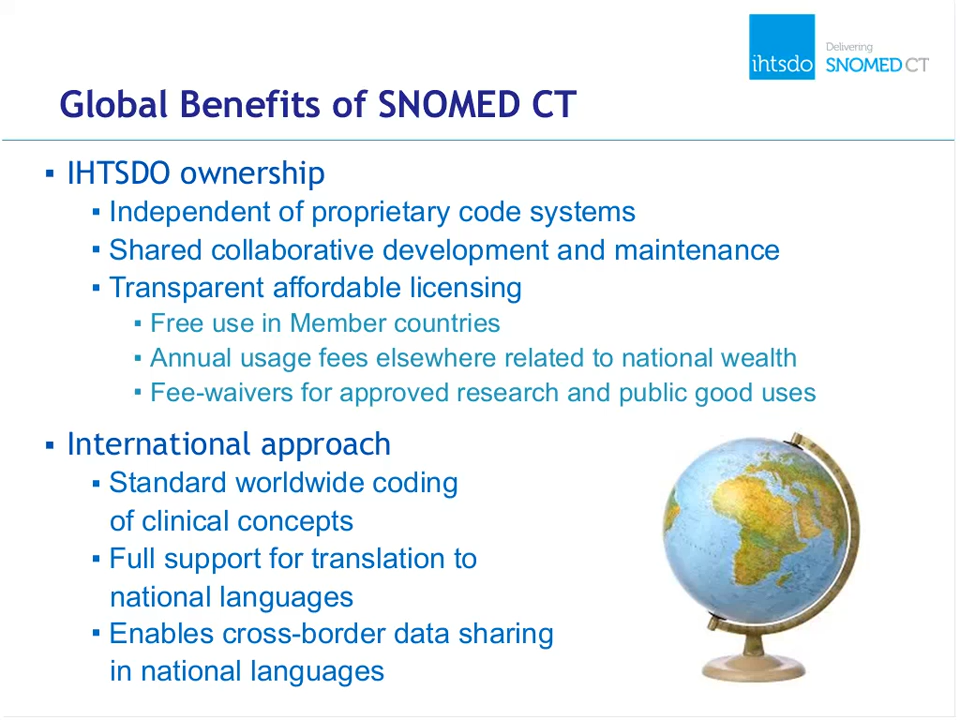 ihtsdo
Delivering
SNOMED CT
Global Benefits of SNOMED CT
▪ IHTSDO ownership
▪ Independent of proprietary code systems
▪ Shared collaborative development and maintenance
▪ Transparent affordable licensing
▪ Free use in Member countries
▪ Annual usage fees elsewhere related to national wealth
▪ Fee-waivers for approved research and public good uses
▪ International approach
▪ Standard worldwide coding
of clinical concepts
▪ Full support for translation to
national languages
▪ Enables cross-border data sharing
in national languages